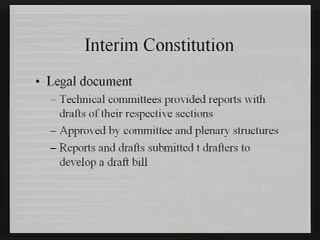 Interim Constitution
• Legal document
– Technical committees provided reports with
drafts of their respective sections
– Approved by committee and plenary structures
– Reports and drafts submitted t drafters to
develop a draft bill